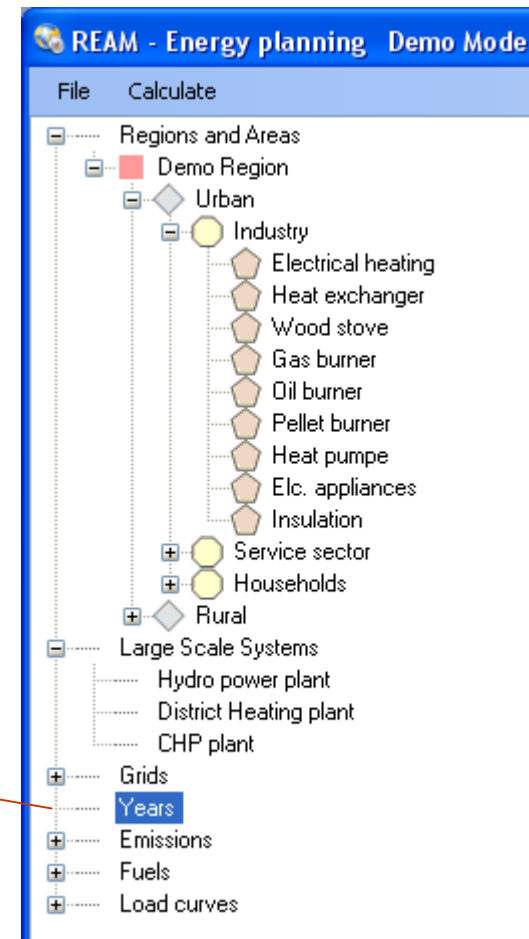 REAM - Energy planning Demo Mode
File Calculate
Regions and Areas
Demo Region
Urban
Industry
Electrical heating
Heat exchanger
Wood stove
Gas burner
Oil burner
Pellet burner
Heat pumpe
Elc. appliances
Insulation
Service sector
Households
Rural
Large Scale Systems
Hydro power plant
District Heating plant
CHP plant
Grids
Years
Emissions
Fuels
Load curves